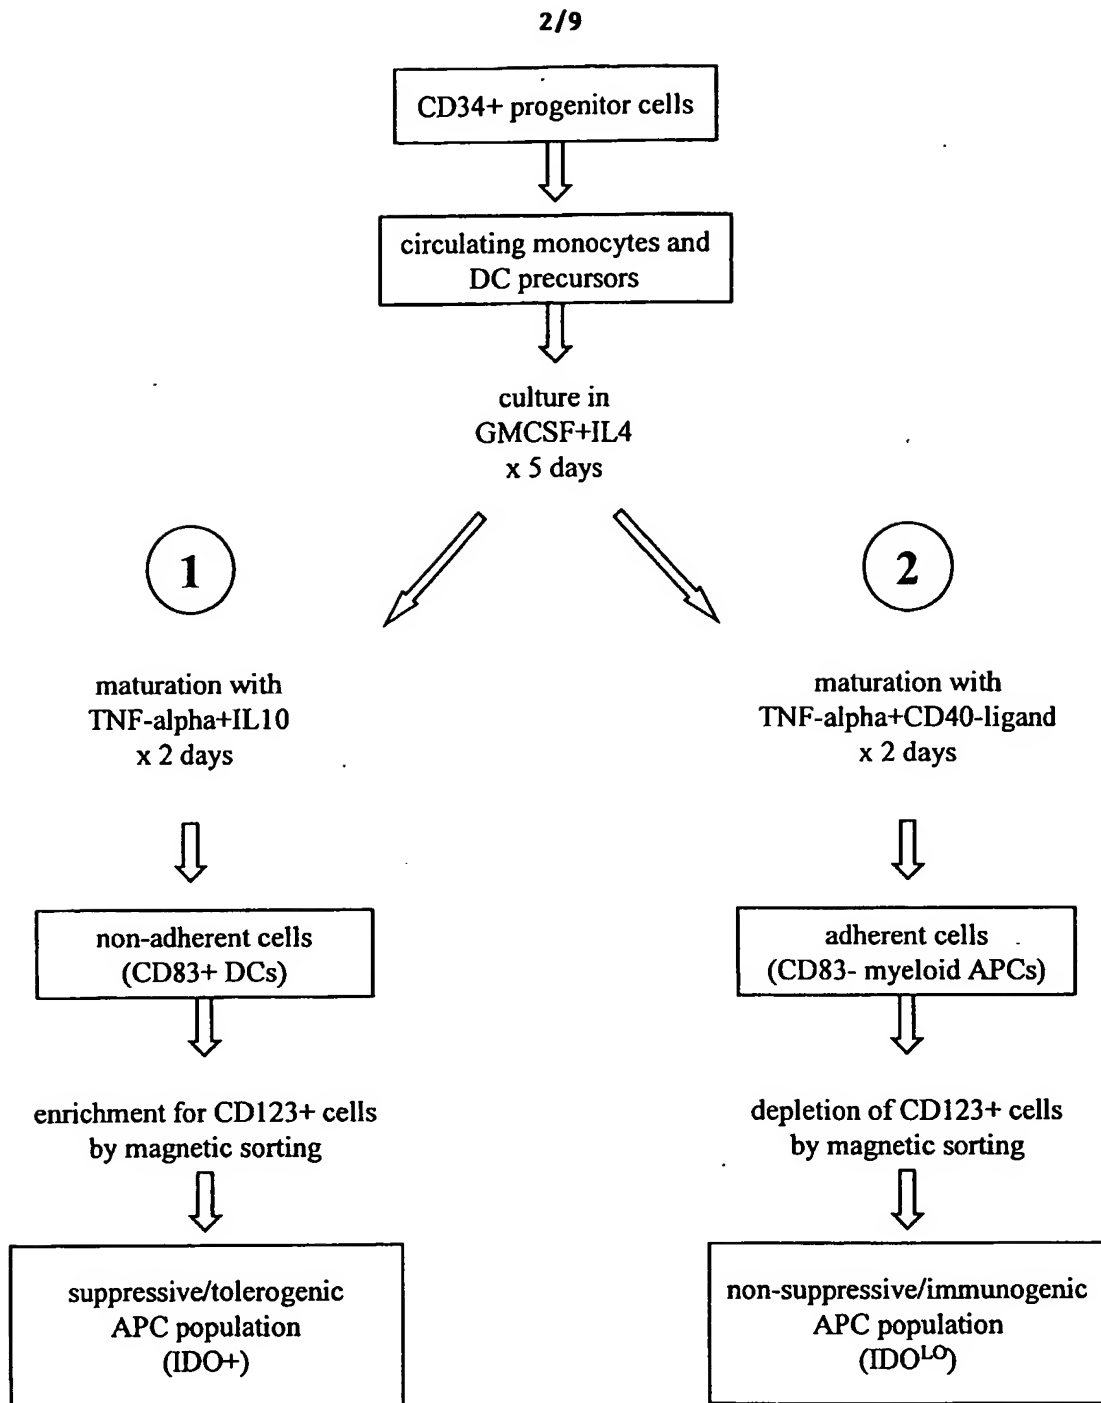 2/9
CD34+ progenitor cells
circulating monocytes and
DC precursors
culture in
GMCSF+IL4
x 5 days
1
maturation with
TNF-alpha+IL10
x 2 days
non-adherent cells
(CD83+ DCs)
enrichment for CD123+ cells
by magnetic sorting
suppressive/tolerogenic
APC population
(IDO+)
2
maturation with
TNF-alpha+CD40-ligand
x 2 days
adherent cells
(CD83- myeloid APCs)
depletion of CD123+ cells
by magnetic sorting
non-suppressive/immunogenic
APC population
(IDO^LO)